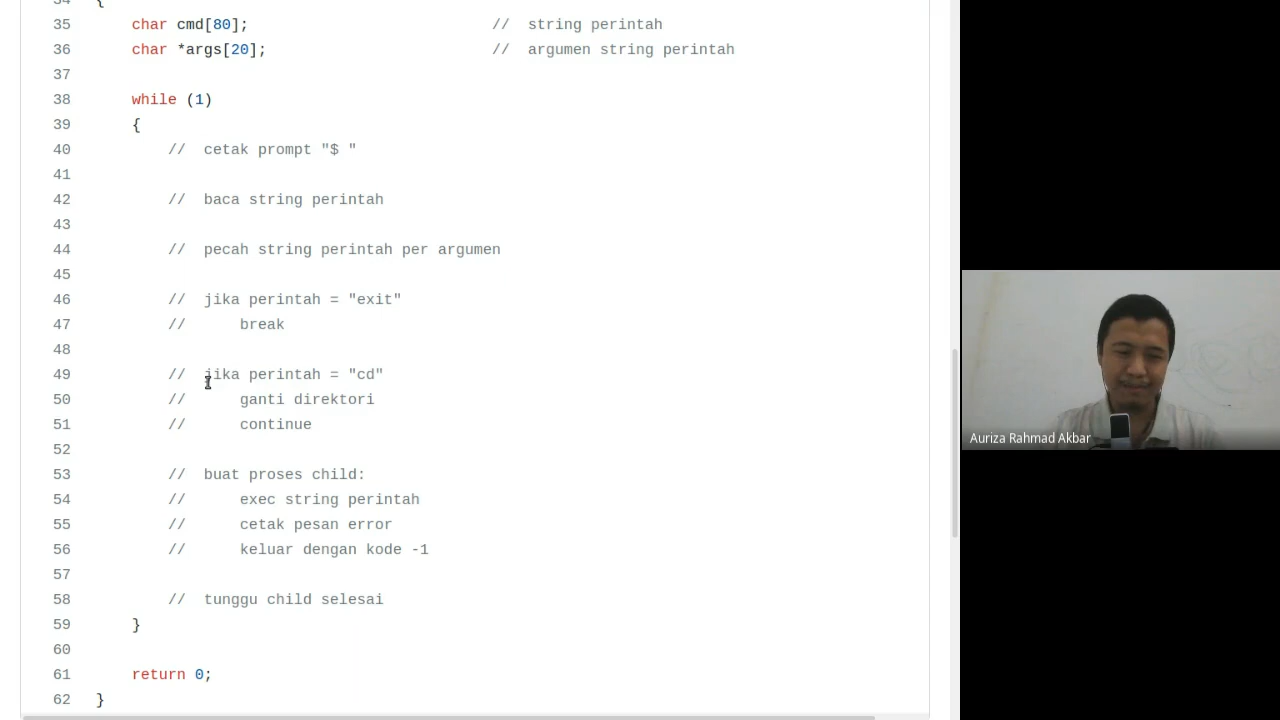 34 {
35 char cmd[80]; // string perintah
36 char *args[20]; // argumen string perintah
37
38 while (1)
39 {
40 // cetak prompt "$ "
41
42 // baca string perintah
43
44 // pecah string perintah per argumen
45
46 // jika perintah = "exit"
47 // break
48
49 // jika perintah = "cd"
50 // ganti direktori
51 // continue
52
53 // buat proses child:
54 // exec string perintah
55 // cetak pesan error
56 // keluar dengan kode -1
57
58 // tunggu child selesai
59 }
60
61 return 0;
62 }
Auriza Rahmad Akbar